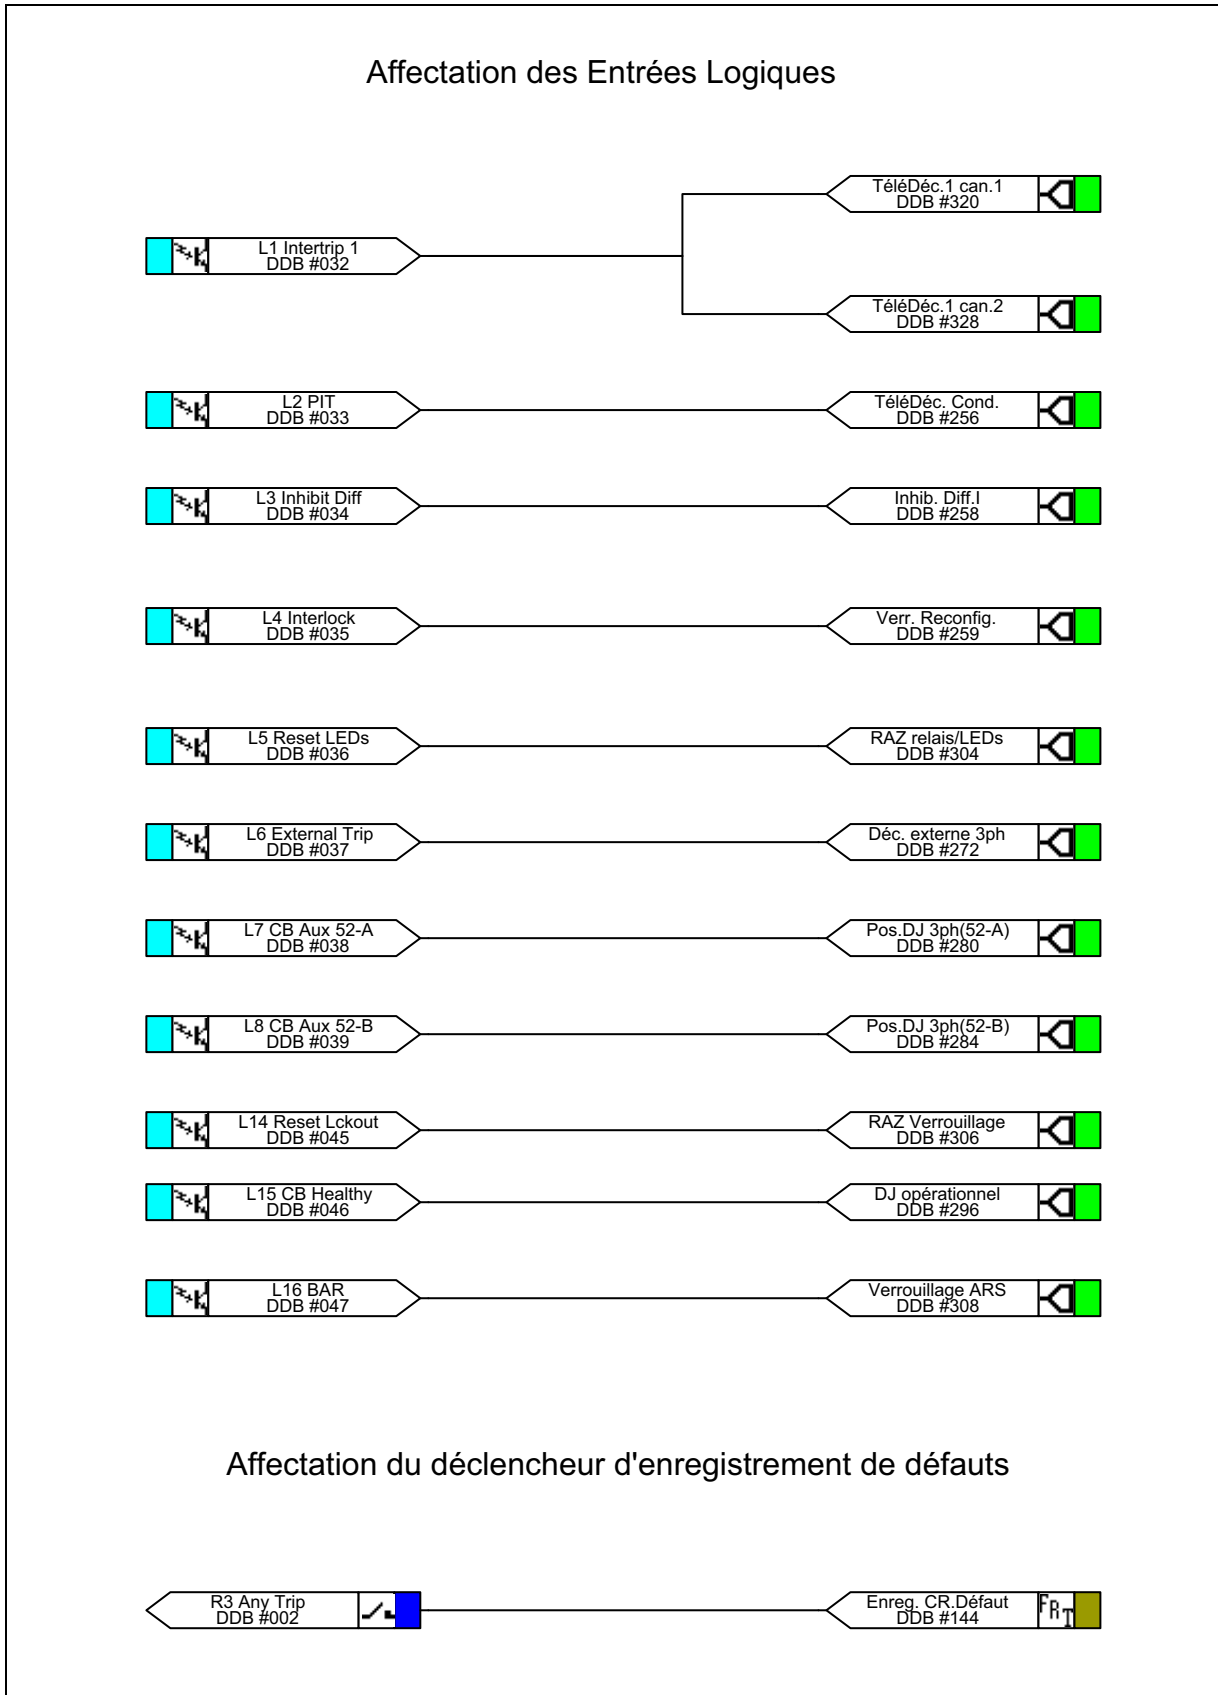 Affectation des Entrées Logiques
TéléDéc.1 can.1
DDB #320
L1 Intertrip 1
DDB #032
TéléDéc.1 can.2
DDB #328
L2 PIT
DDB #033
TéléDéc. Cond.
DDB #256
L3 Inhibit Diff
DDB #034
Inhib. Diff.I
DDB #258
L4 Interlock
DDB #035
Verr. Reconfig.
DDB #259
L5 Reset LEDs
DDB #036
RAZ relais/LEDs
DDB #304
L6 External Trip
DDB #037
Déc. externe 3ph
DDB #272
L7 CB Aux 52-A
DDB #038
Pos.DJ 3ph(52-A)
DDB #280
L8 CB Aux 52-B
DDB #039
Pos.DJ 3ph(52-B)
DDB #284
L14 Reset Lckout
DDB #045
RAZ Verrouillage
DDB #306
L15 CB Healthy
DDB #046
DJ opérationnel
DDB #296
L16 BAR
DDB #047
Verrouillage ARS
DDB #308
Affectation du déclencheur d'enregistrement de défauts
R3 Any Trip
DDB #002
Enreg. CR.Défaut
DDB #144
FRT